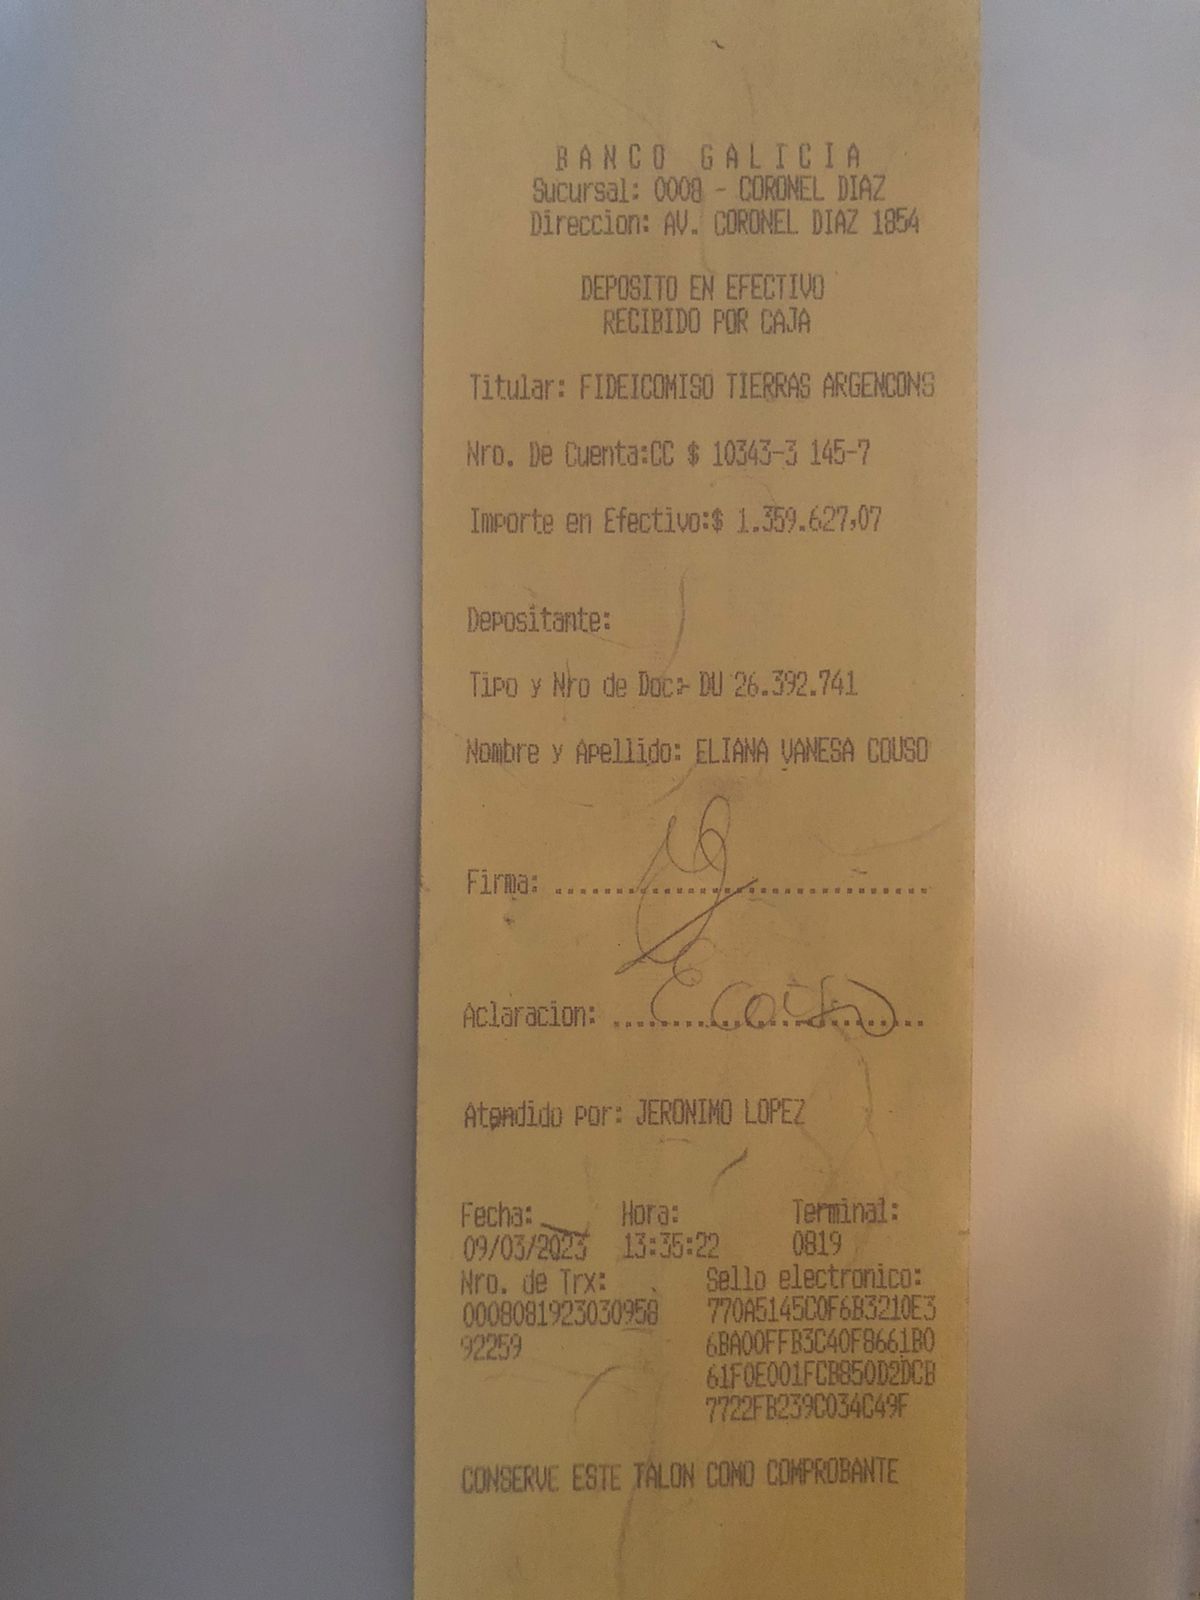 BANCO GALICIA
Sucursal: 0008 - CORONEL DIAZ
Direccion: AV. CORONEL DIAZ 1854
DEPOSITO EN EFECTIVO
RECIBIDO POR CAJA
Titular: FIDEICOMISO TIERRAS ARGENCONS
Nro. De Cuenta:CC $ 10343-3 145-7
Importe en Efectivo:$ 1.359.627,07
Depositante:
Tipo y Nro de Doc:- DU 26.392.741
Nombre y Apellido: ELIANA VANESA COUSO
Firma:
Aclaracion: E Couso
Atendido por: JERONIMO LOPEZ
Fecha: Hora: Terminal:
09/03/2023 13:35:22 0819
Nro. de Trx: Sello electronico:
0008081923030958 770A5145C0F6B3210E3
92259 6BA00FFB3C40F8661B0
61F0E001FCB850D2DCB
7722FB239C034C49F
CONSERVE ESTE TALON COMO COMPROBANTE